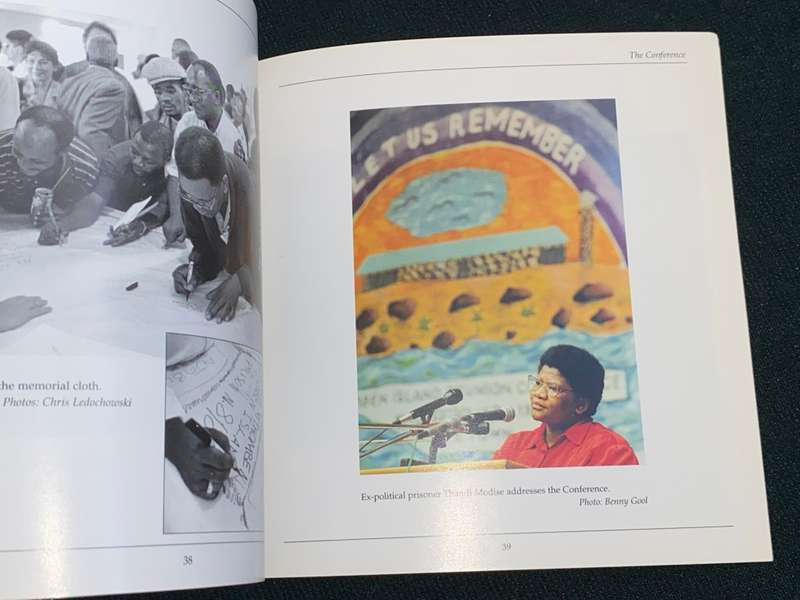 the memorial cloth.
Photos: Chris Ledochowski
38
The Conference
LET US REMEMBER
Ex-political prisoner Thandi Modise addresses the Conference.
Photo: Benny Gool
39